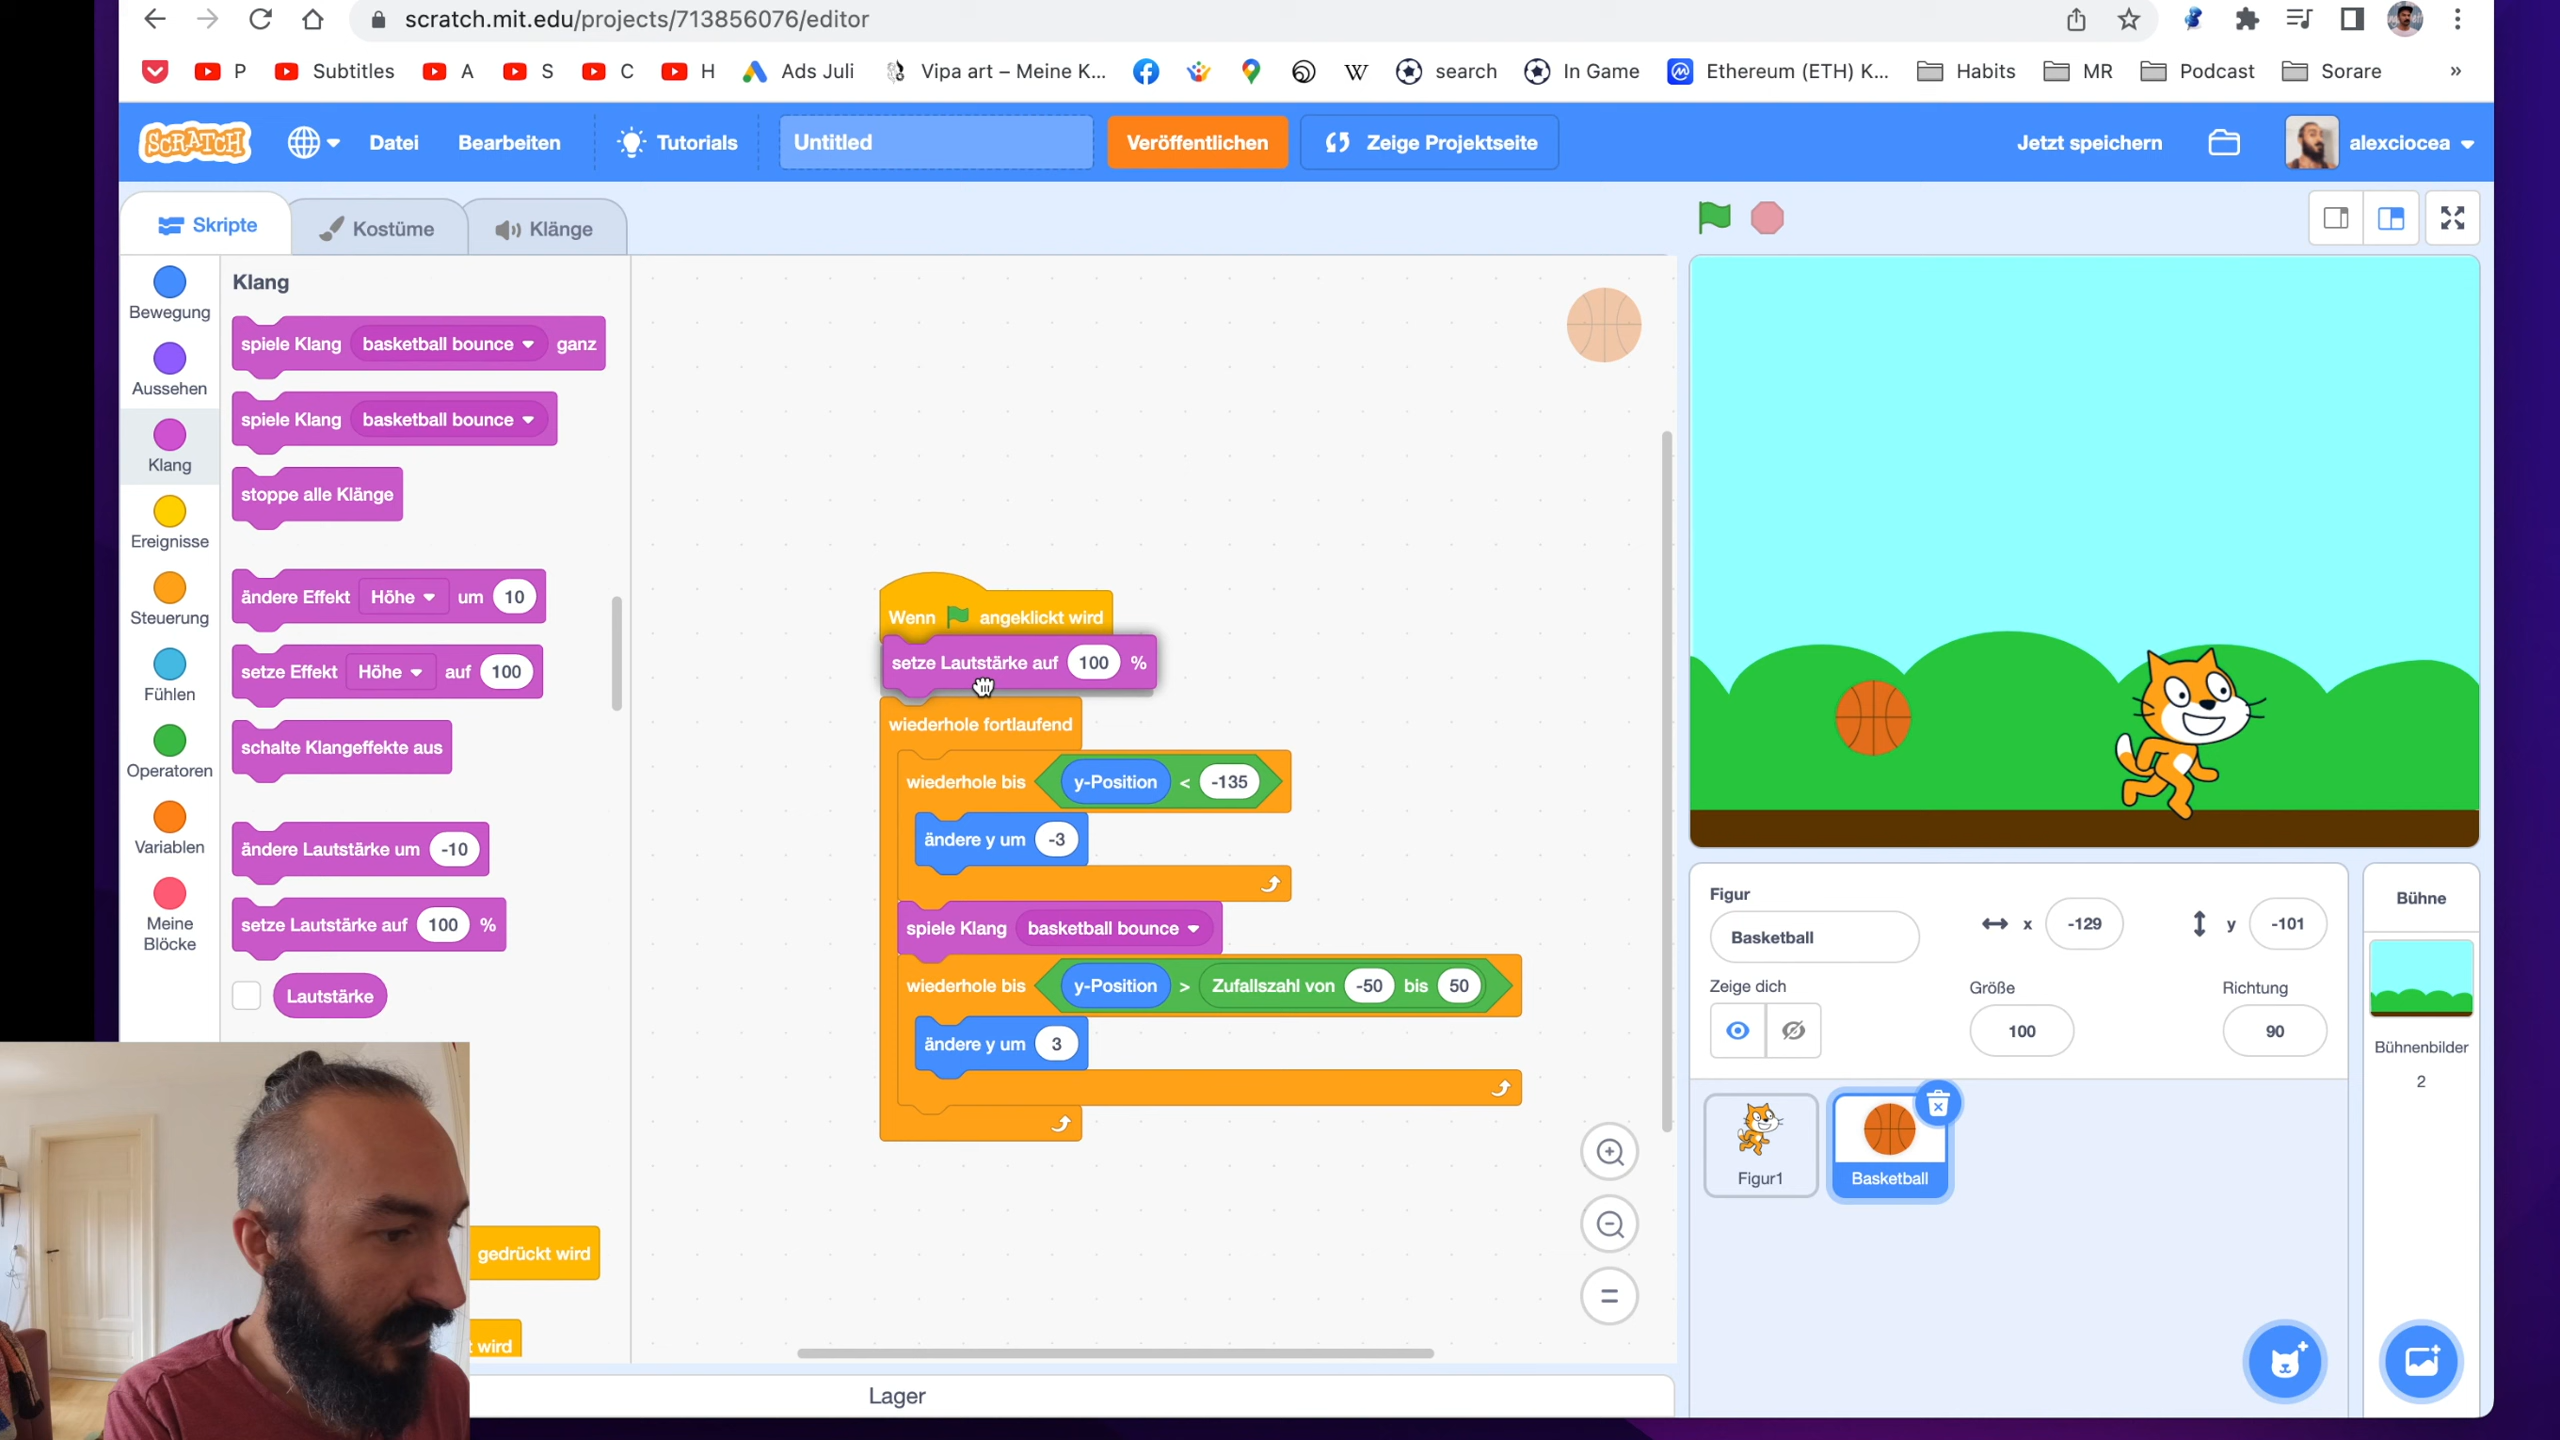 scratch.mit.edu/projects/713856076/editor
P Subtitles A S C H Ads Juli Vipa art – Meine K... W search In Game Ethereum (ETH) K... Habits MR Podcast Sorare »
SCRATCH Datei Bearbeiten Tutorials Untitled Veröffentlichen Zeige Projektseite Jetzt speichern alexciocea
Skripte Kostüme Klänge
Bewegung
Aussehen
Klang
Ereignisse
Steuerung
Fühlen
Operatoren
Variablen
Meine
Blöcke
Klang
spiele Klang basketball bounce ganz
spiele Klang basketball bounce
stoppe alle Klänge
ändere Effekt Höhe um 10
setze Effekt Höhe auf 100
schalte Klangeffekte aus
ändere Lautstärke um -10
setze Lautstärke auf 100 %
Lautstärke
gedrückt wird
wird
Wenn angeklickt wird
setze Lautstärke auf 100 %
wiederhole fortlaufend
wiederhole bis y-Position < -135
ändere y um -3
spiele Klang basketball bounce
wiederhole bis y-Position > Zufallszahl von -50 bis 50
ändere y um 3
Lager
Figur
Basketball x -129 y -101
Zeige dich Größe Richtung
100 90
Figur1 Basketball
Bühne
Bühnenbilder
2